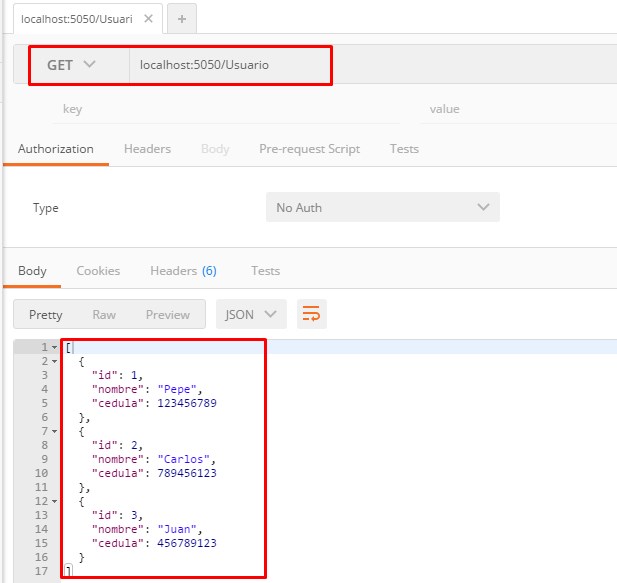 localhost:5050/Usuari
GET localhost:5050/Usuario
key value
Authorization Headers Body Pre-request Script Tests
Type No Auth
Body Cookies Headers (6) Tests
Pretty Raw Preview JSON
1 [
2 {
3 "id": 1,
4 "nombre": "Pepe",
5 "cedula": 123456789
6 },
7 {
8 "id": 2,
9 "nombre": "Carlos",
10 "cedula": 789456123
11 },
12 {
13 "id": 3,
14 "nombre": "Juan",
15 "cedula": 456789123
16 }
17 ]